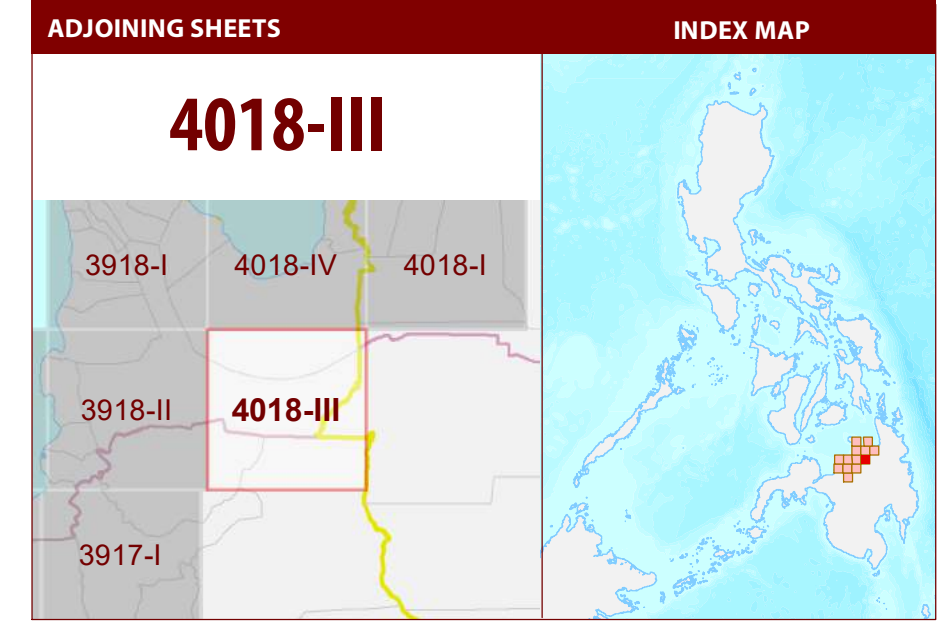 ADJOINING SHEETS
INDEX MAP
4018-III
3918-I
4018-IV
4018-I
3918-II
4018-III
3917-I